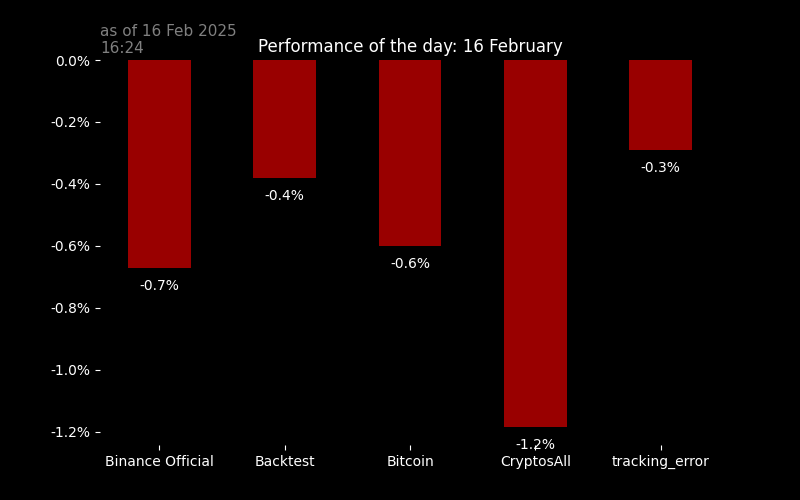 as of 16 Feb 2025
16:24
Performance of the day: 16 February
0.0%
-0.2%
-0.4%
-0.6%
-0.8%
-1.0%
-1.2%
-0.7%
-0.4%
-0.6%
-1.2%
-0.3%
Binance Official
Backtest
Bitcoin
CryptosAll
tracking_error